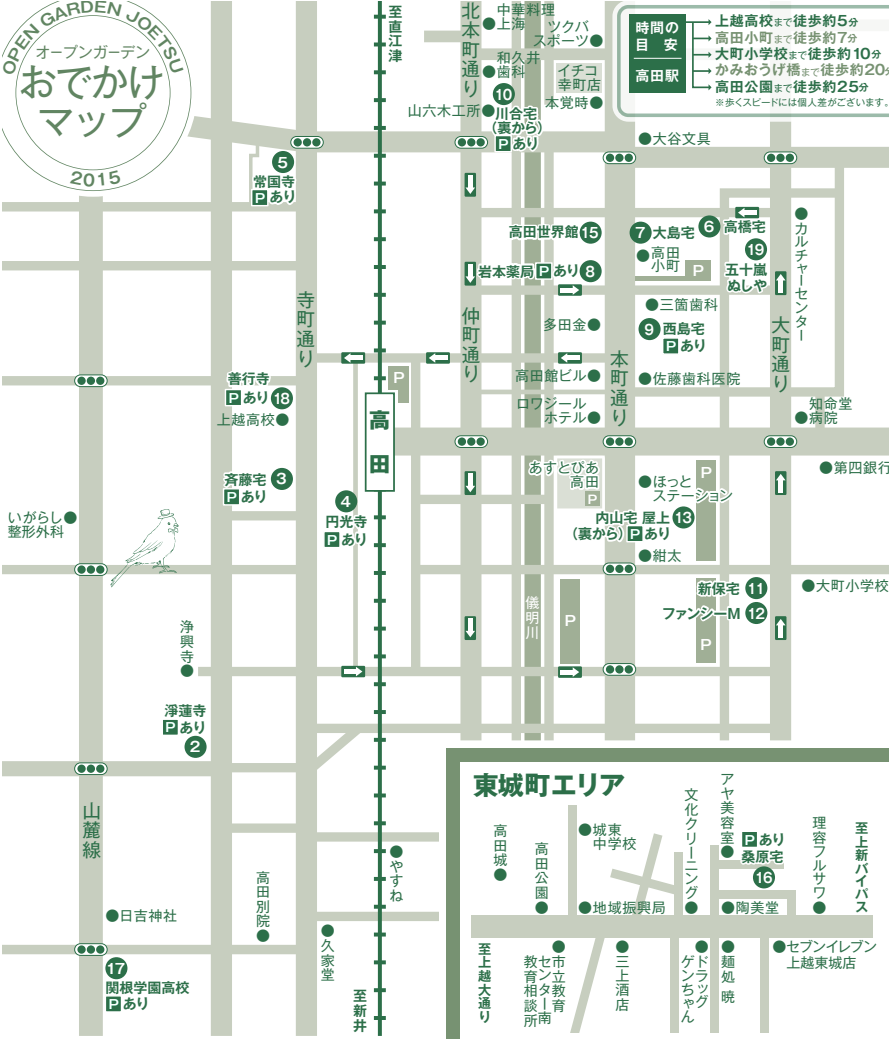 OPEN GARDEN JOETSU
オープンガーデン
おでかけ
マップ
2015
至直江津
北本町通り
中華料理
上海
ツクバ
スポーツ
和久井
歯科
イチコ
幸町店
本覚時
山六木工所
10
川合宅
(裏から)
Pあり
時間の
目 安
高田駅
上越高校まで徒歩約5分
高田小町まで徒歩約7分
大町小学校まで徒歩約10分
かみおうげ橋まで徒歩約20分
高田公園まで徒歩約25分
※歩くスピードには個人差がございます。
大谷文具
5
常国寺
Pあり
高田世界館 15
7 大島宅
6 高橋宅
高田
小町
P
19
五十嵐
ぬしや
カルチャーセンター
岩本薬局 Pあり 8
寺町通り
仲町通り
三箇歯科
多田金
9 西島宅
Pあり
本町通り
大町通り
善行寺
Pあり 18
上越高校
P
高田
高田館ビル
佐藤歯科医院
ロワジール
ホテル
知命堂
病院
斉藤宅 3
Pあり
4
円光寺
Pあり
あすとぴあ
高田
P
ほっと
ステーション
P
第四銀行
いがらし
整形外科
内山宅 屋上 13
(裏から) Pあり
紺太
新保宅 11
ファンシーM 12
大町小学校
儀明川
P
P
浄興寺
浄蓮寺
Pあり
2
山麓線
東城町エリア
高田城
高田公園
城東
中学校
文化クリーニング
アヤ美容室
Pあり
桑原宅
16
理容フルサワ
至上新バイパス
地域振興局
陶美堂
やすね
高田別院
日吉神社
久家堂
17
関根学園高校
Pあり
至新井
至上越大通り
市立教育
センター南
教育相談所
三上酒店
ドラッグ
ゲンちゃん
麺処 暁
セブンイレブン
上越東城店